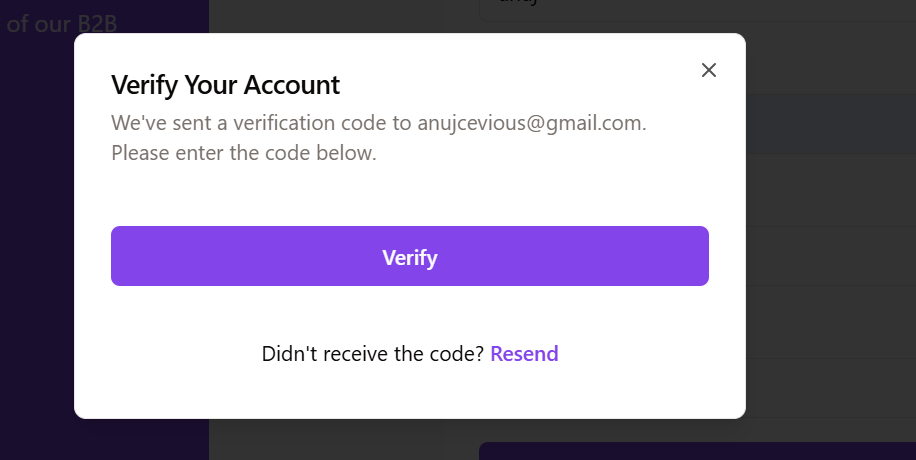 of our B2B
Verify Your Account
We've sent a verification code to anujcevious@gmail.com.
Please enter the code below.
Verify
Didn't receive the code? Resend